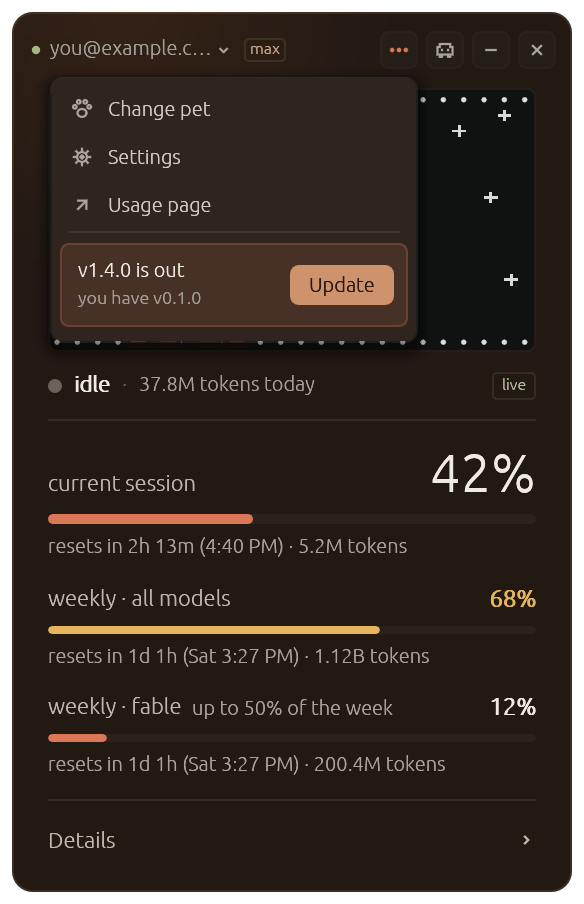 you@example.c... max
Change pet
Settings
Usage page
v1.4.0 is out
you have v0.1.0
Update
idle · 37.8M tokens today
live
current session 42%
resets in 2h 13m (4:40 PM) · 5.2M tokens
weekly · all models 68%
resets in 1d 1h (Sat 3:27 PM) · 1.12B tokens
weekly · fable up to 50% of the week 12%
resets in 1d 1h (Sat 3:27 PM) · 200.4M tokens
Details